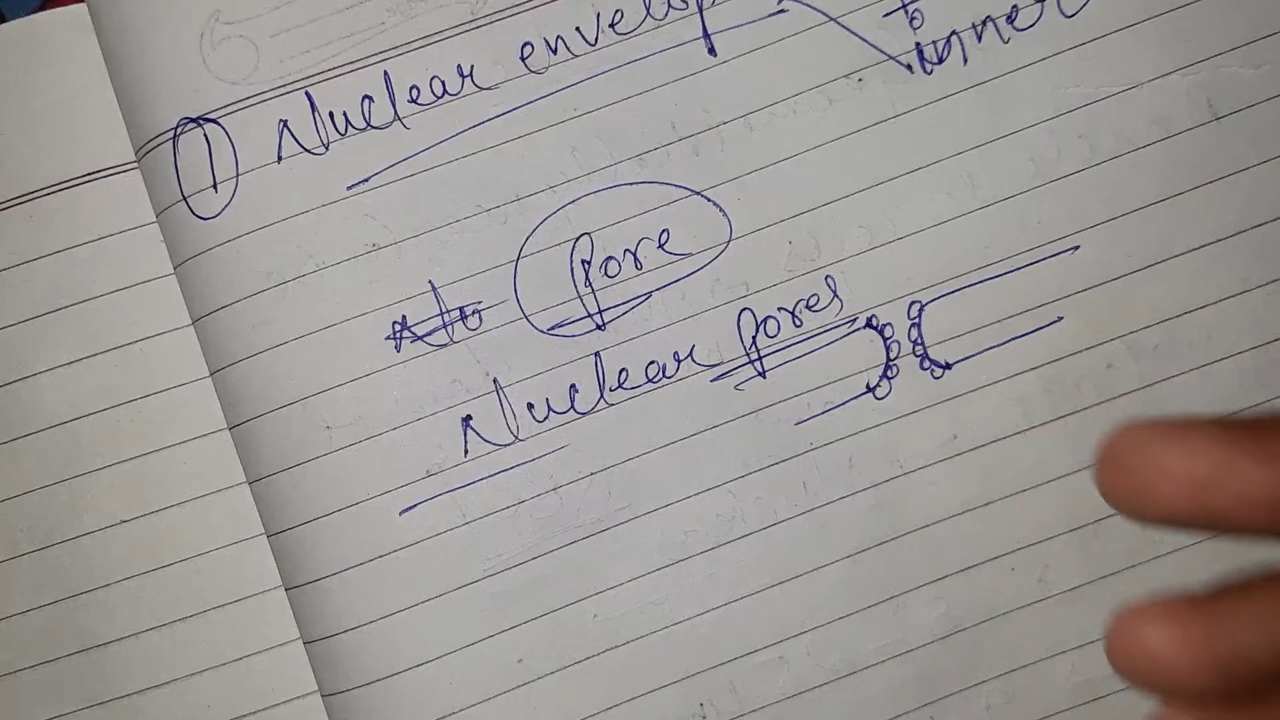 ① Nuclear envelop
inner
Pore
Nuclear Pores